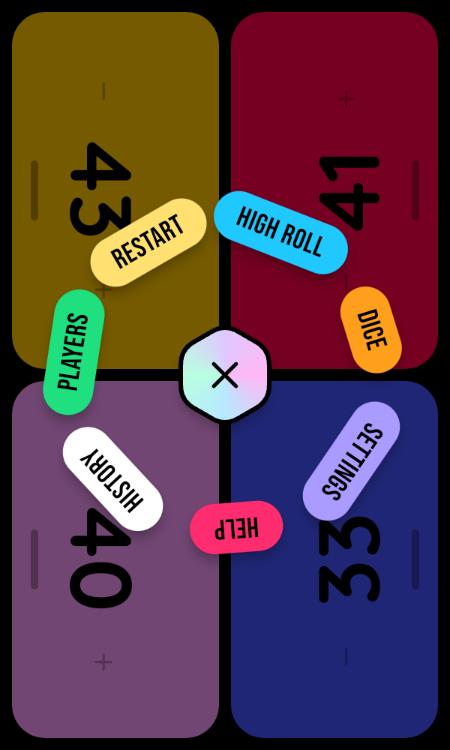 43
41
RESTART
HIGH ROLL
PLAYERS
DICE
HISTORY
SETTINGS
HELP
40
33